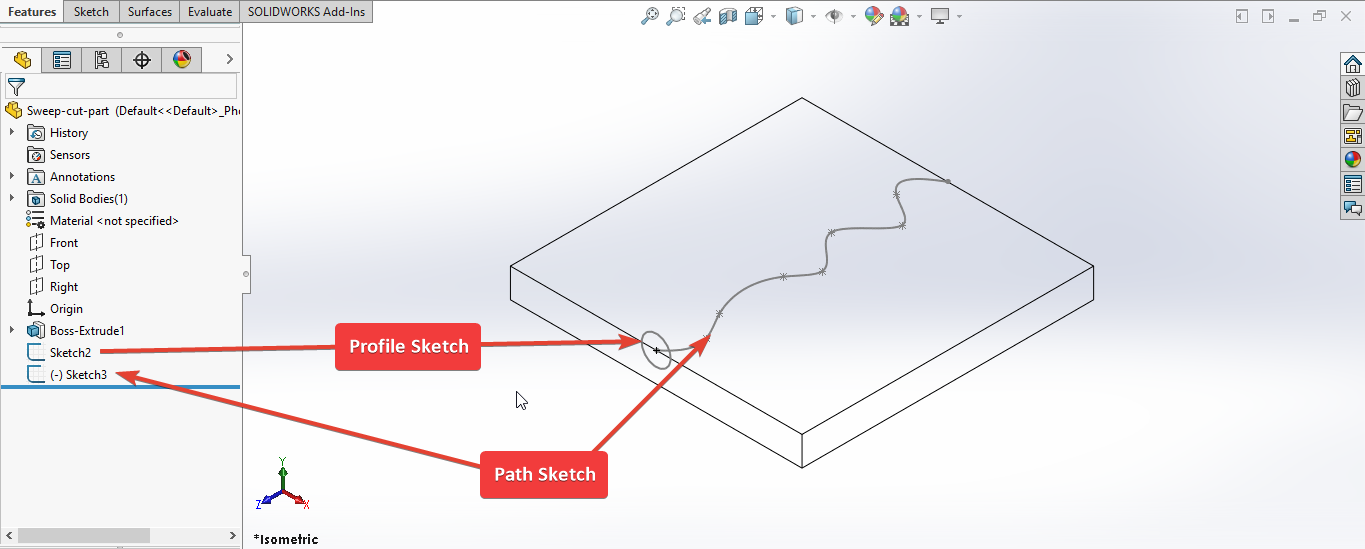 Features Sketch Surfaces Evaluate SOLIDWORKS Add-Ins
Sweep-cut-part (Default<<Default>_Ph
History
Sensors
A Annotations
Solid Bodies(1)
Material <not specified>
Front
Top
Right
Origin
Boss-Extrude1
Sketch2
(-) Sketch3
Profile Sketch
Path Sketch
Y
Z X
*Isometric